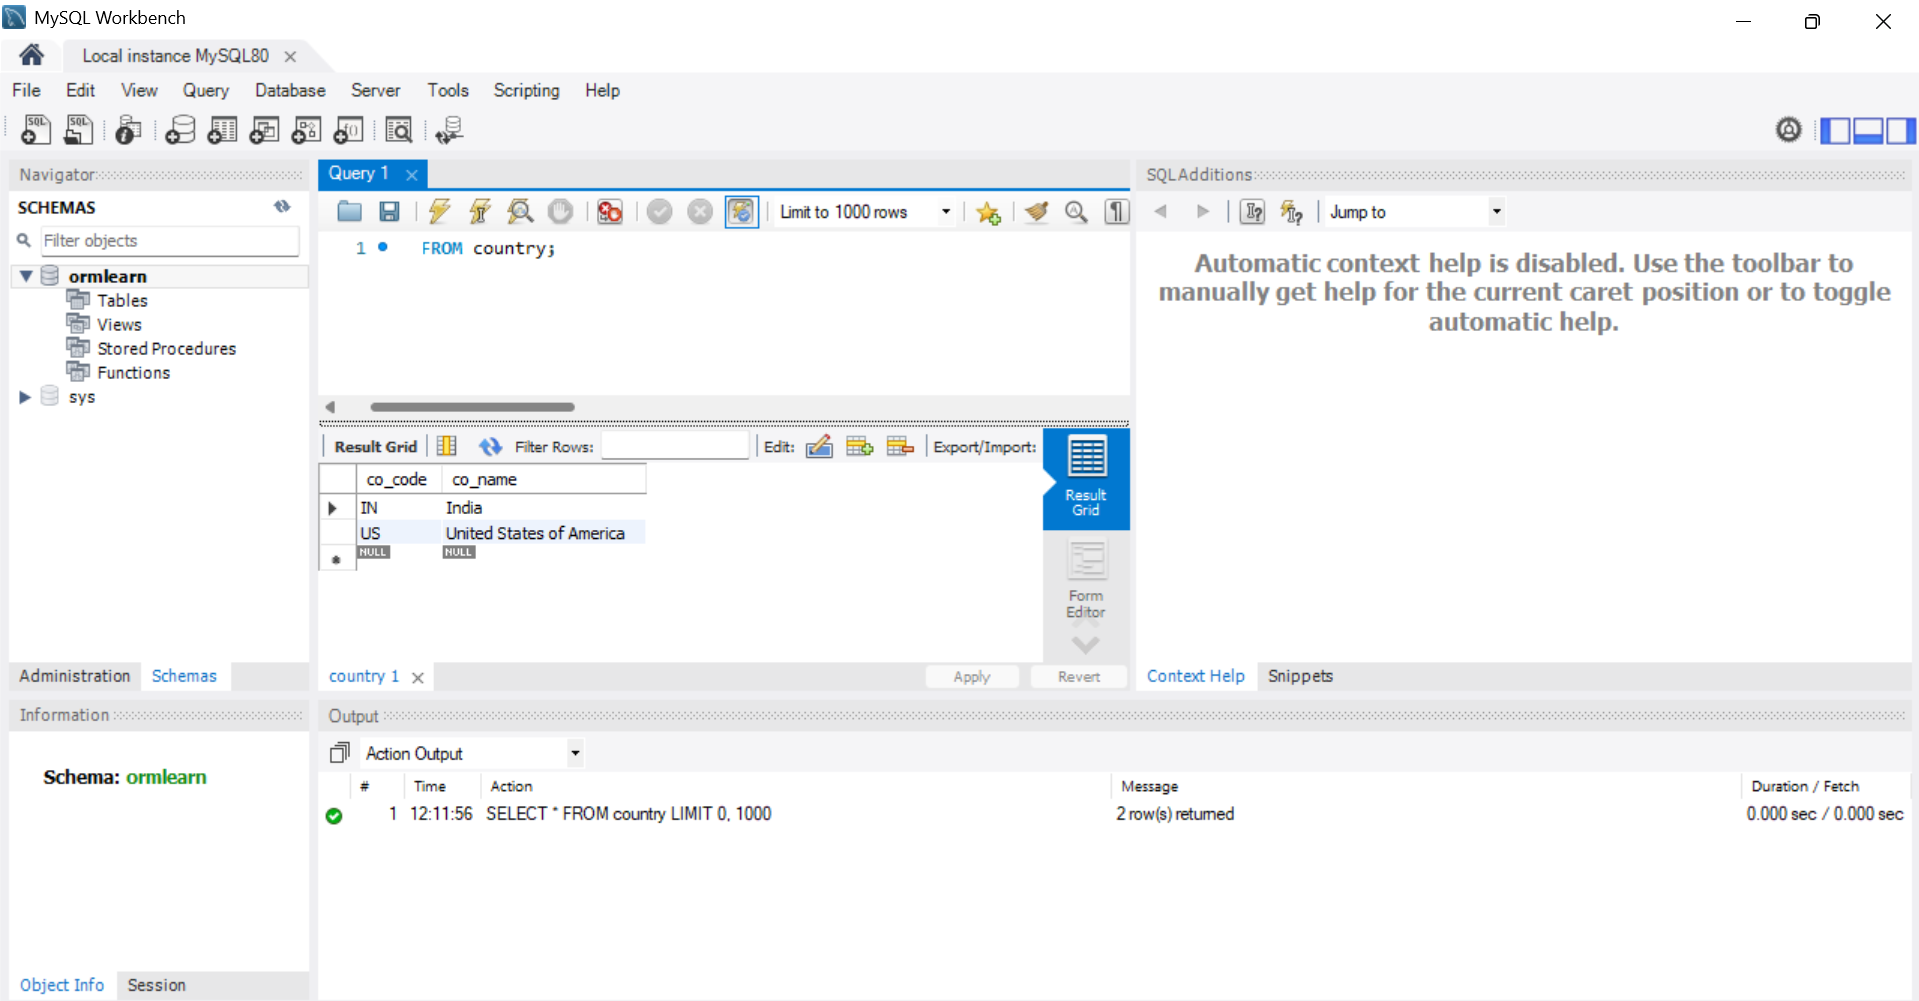 MySQL Workbench
Local instance MySQL80
File Edit View Query Database Server Tools Scripting Help
SQL SQL
Navigator
SCHEMAS
Filter objects
ormlearn
Tables
Views
Stored Procedures
Functions
sys
Administration Schemas
Query 1
Limit to 1000 rows
1 FROM country;
Result Grid Filter Rows: Edit: Export/Import:
co_code co_name
IN India
US United States of America
NULL NULL
Result
Grid
Form
Editor
country 1 Apply Revert
SQLAdditions
Jump to
Automatic context help is disabled. Use the toolbar to
manually get help for the current caret position or to toggle
automatic help.
Context Help Snippets
Information
Schema: ormlearn
Object Info Session
Output
Action Output
# Time Action Message Duration / Fetch
1 12:11:56 SELECT * FROM country LIMIT 0, 1000 2 row(s) returned 0.000 sec / 0.000 sec